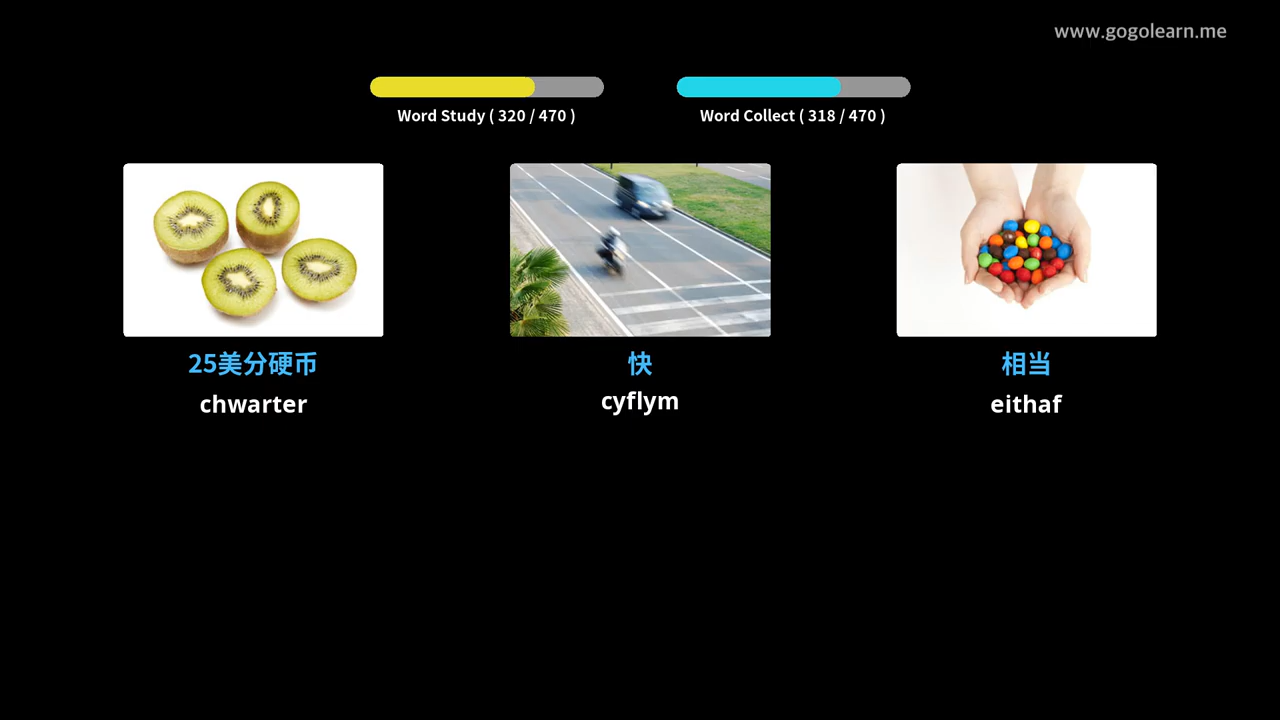 www.gogolearn.me
Word Study ( 320 / 470 )
Word Collect ( 318 / 470 )
25美分硬币
快
相当
chwarter
cyflym
eithaf